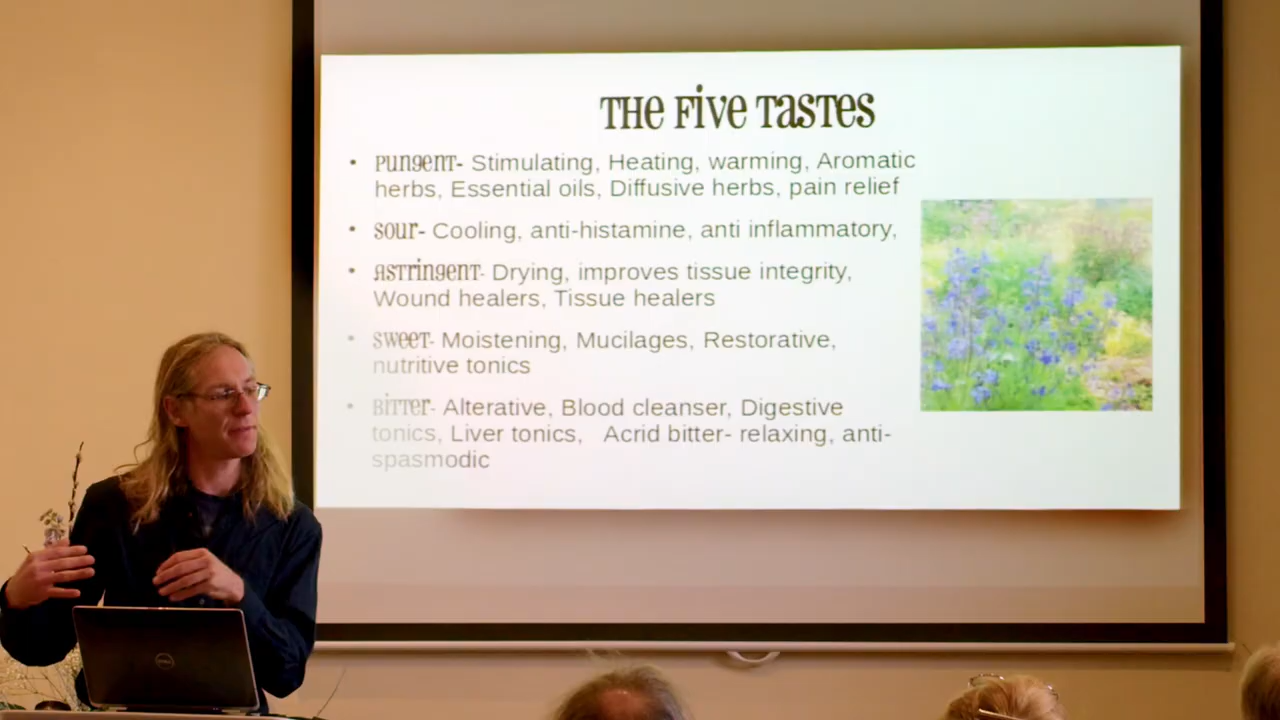 THe Five TasTes
• Pungent- Stimulating, Heating, warming, Aromatic
herbs, Essential oils, Diffusive herbs, pain relief
• sour- Cooling, anti-histamine, anti inflammatory,
• Astringent- Drying, improves tissue integrity,
Wound healers, Tissue healers
• sweet- Moistening, Mucilages, Restorative,
nutritive tonics
• Bitter- Alterative, Blood cleanser, Digestive
tonics, Liver tonics, Acrid bitter- relaxing, anti-
spasmodic
DELL